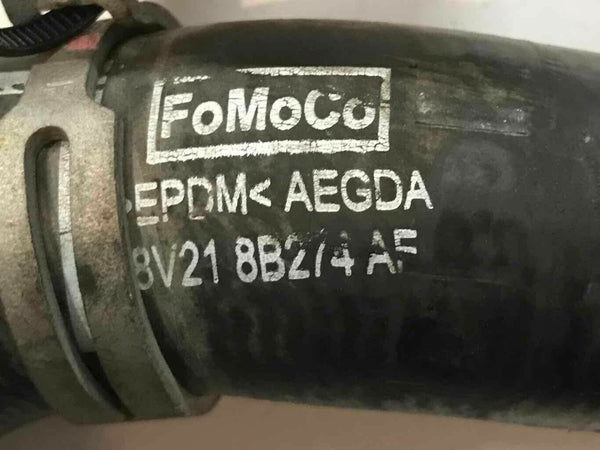 FoMoCo
>EPDM< AEGDA
8V21 8B274 AF